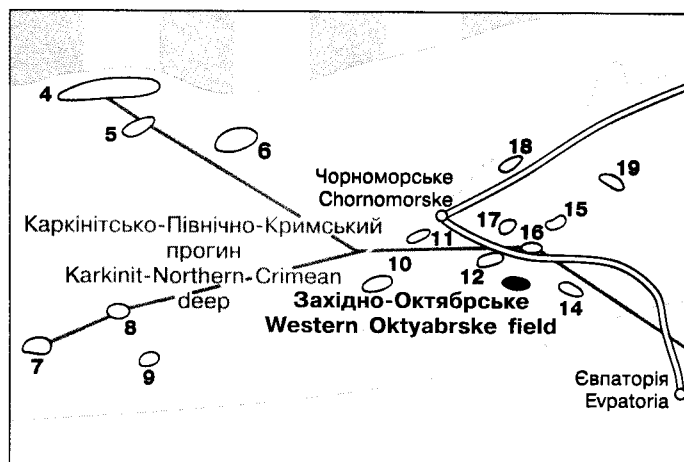 4
5
6
18
19
Чорноморське
Chornomorske
17
15
16
11
Каркінітсько-Північно-Кримський
прогин
Karkinit-Northern-Crimean
deep
10
12
14
Західно-Октябрське
Western Oktyabrske field
8
7
9
Євпаторія
Evpatoria